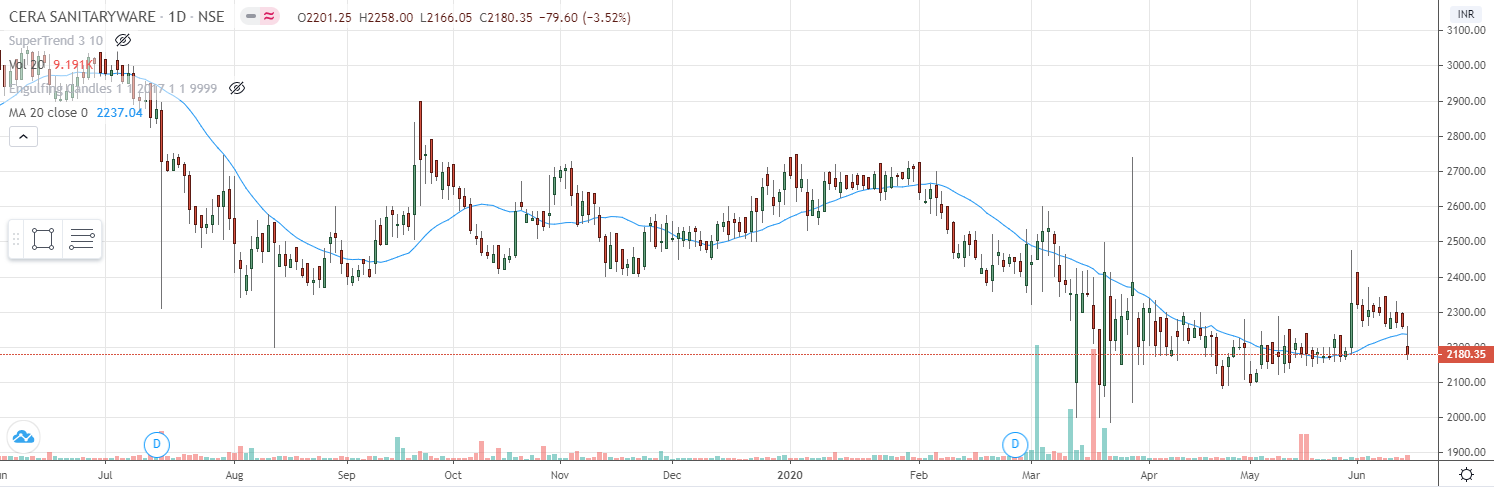 CERA SANITARYWARE · 1D · NSE O2201.25 H2258.00 L2166.05 C2180.35 −79.60 (−3.52%)
INR
SuperTrend 3 10
Vol 20 9.191K
Engulfing Candles 1 1 2017 1 1 9999
MA 20 close 0 2237.04
3100.00
3000.00
2900.00
2800.00
2700.00
2600.00
2500.00
2400.00
2300.00
2200.00
2180.35
2100.00
2000.00
1900.00
D
D
Jul Aug Sep Oct Nov Dec 2020 Feb Mar Apr May Jun